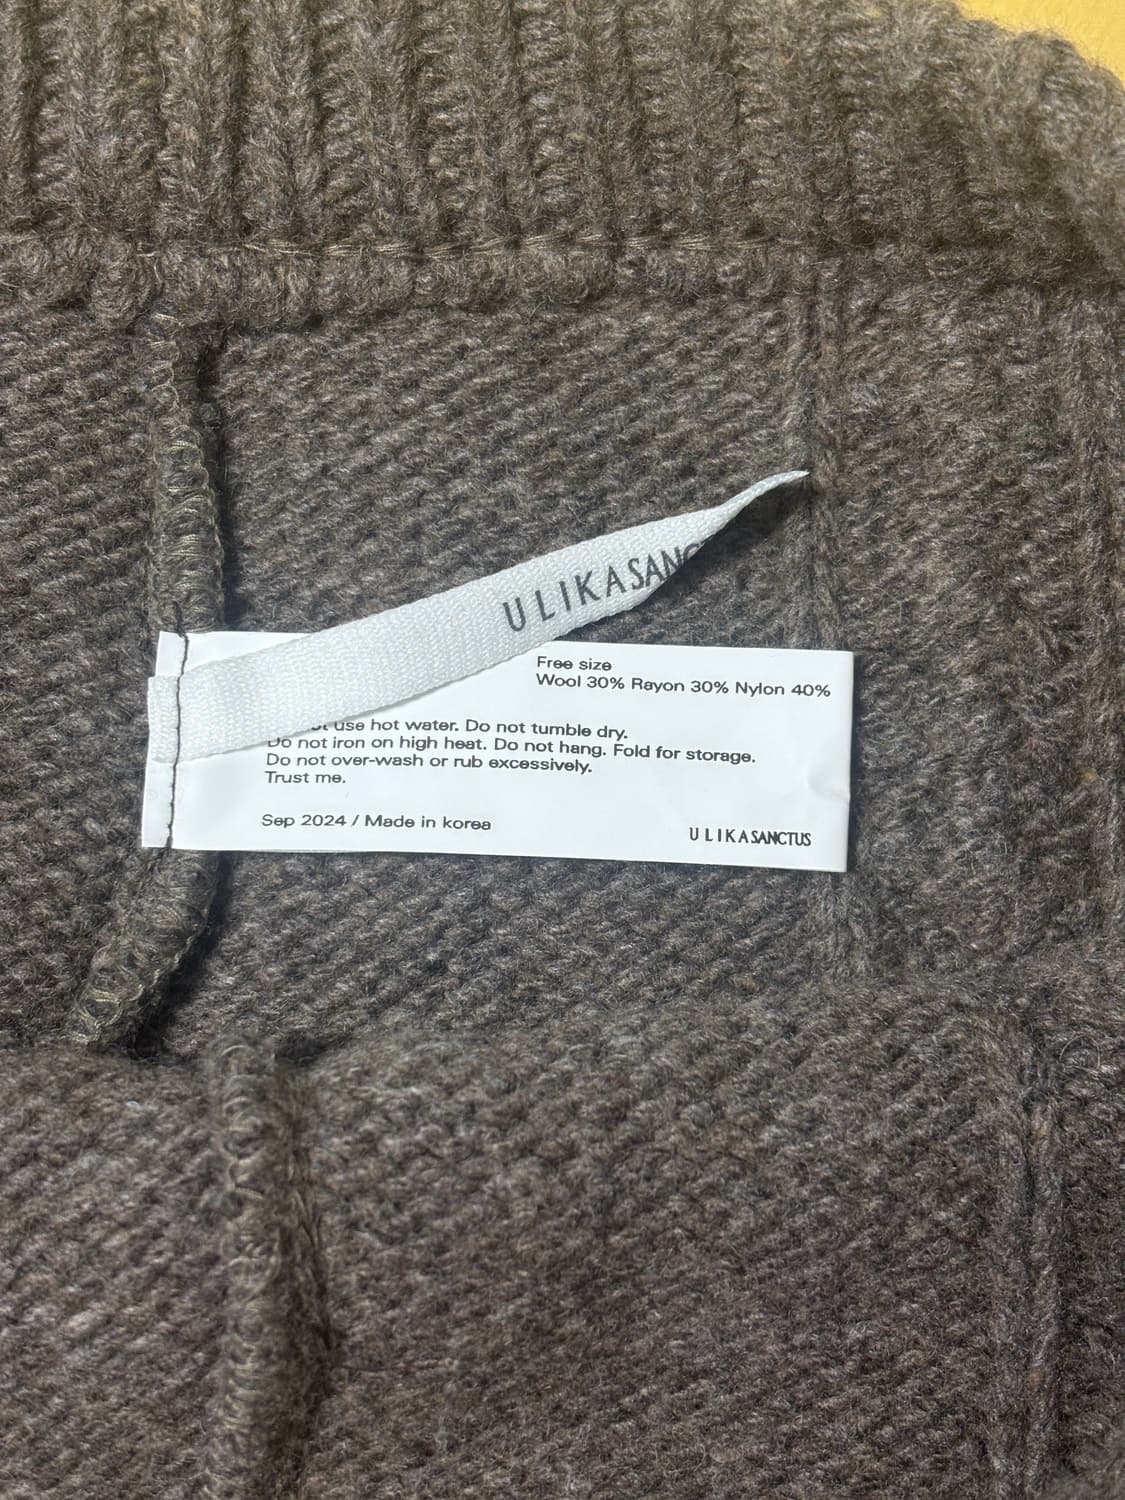 ULIKASANC
Free size
Wool 30% Rayon 30% Nylon 40%
use hot water. Do not tumble dry.
Do not iron on high heat. Do not hang. Fold for storage.
Do not over-wash or rub excessively.
Trust me.
Sep 2024 / Made in korea
ULIKASANCTUS